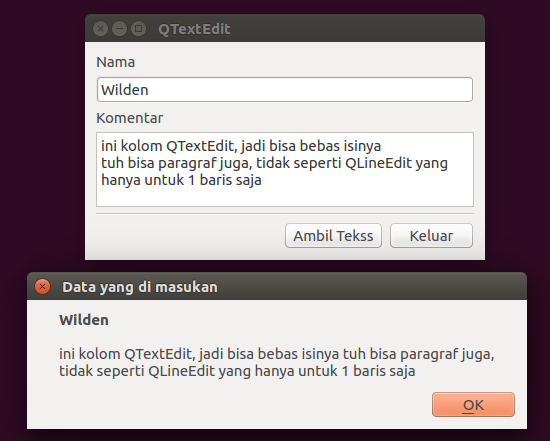 QTextEdit
Nama
Wilden
Komentar
ini kolom QTextEdit, jadi bisa bebas isinya
tuh bisa paragraf juga, tidak seperti QLineEdit yang
hanya untuk 1 baris saja
Ambil Tekss
Keluar
Data yang di masukan
Wilden
ini kolom QTextEdit, jadi bisa bebas isinya tuh bisa paragraf juga,
tidak seperti QLineEdit yang hanya untuk 1 baris saja
OK